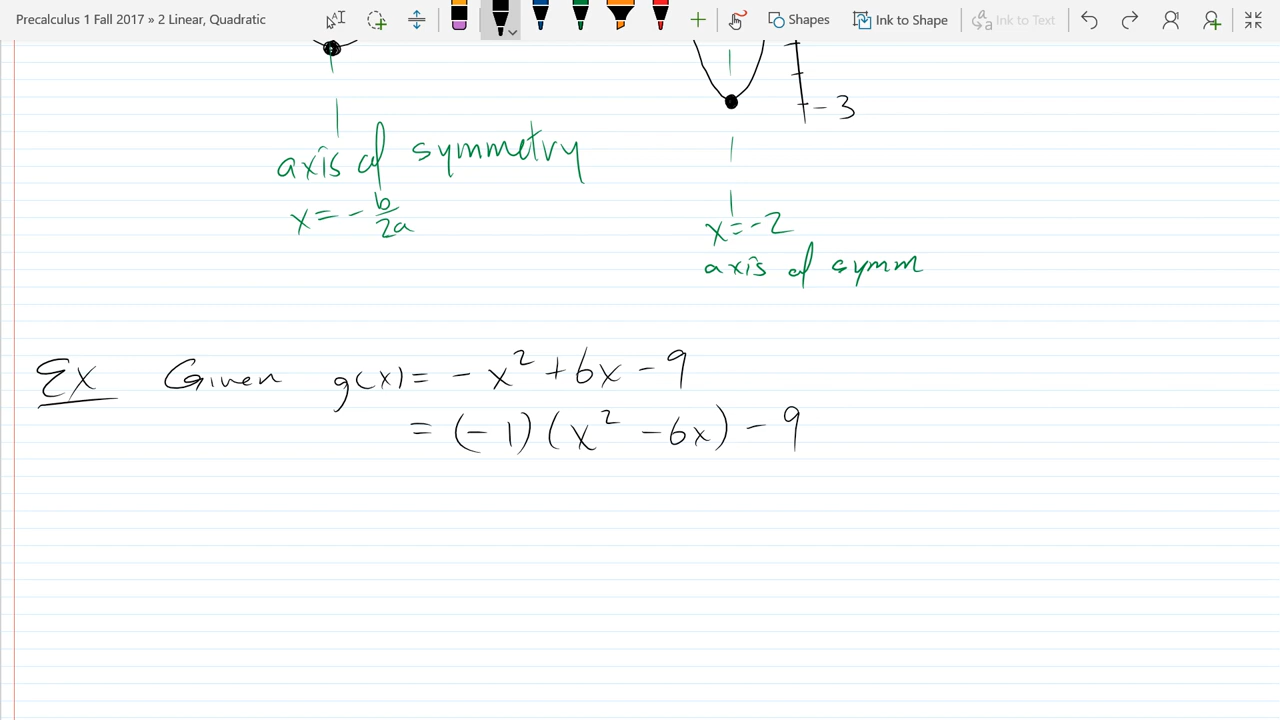 Precalculus 1 Fall 2017 » 2 Linear, Quadratic
Shapes
Ink to Shape
Ink to Text
-3
axis of symmetry
x = -b/2a
x = -2
axis of symm
Ex Given g(x) = -x² + 6x - 9
= (-1)(x² - 6x) - 9